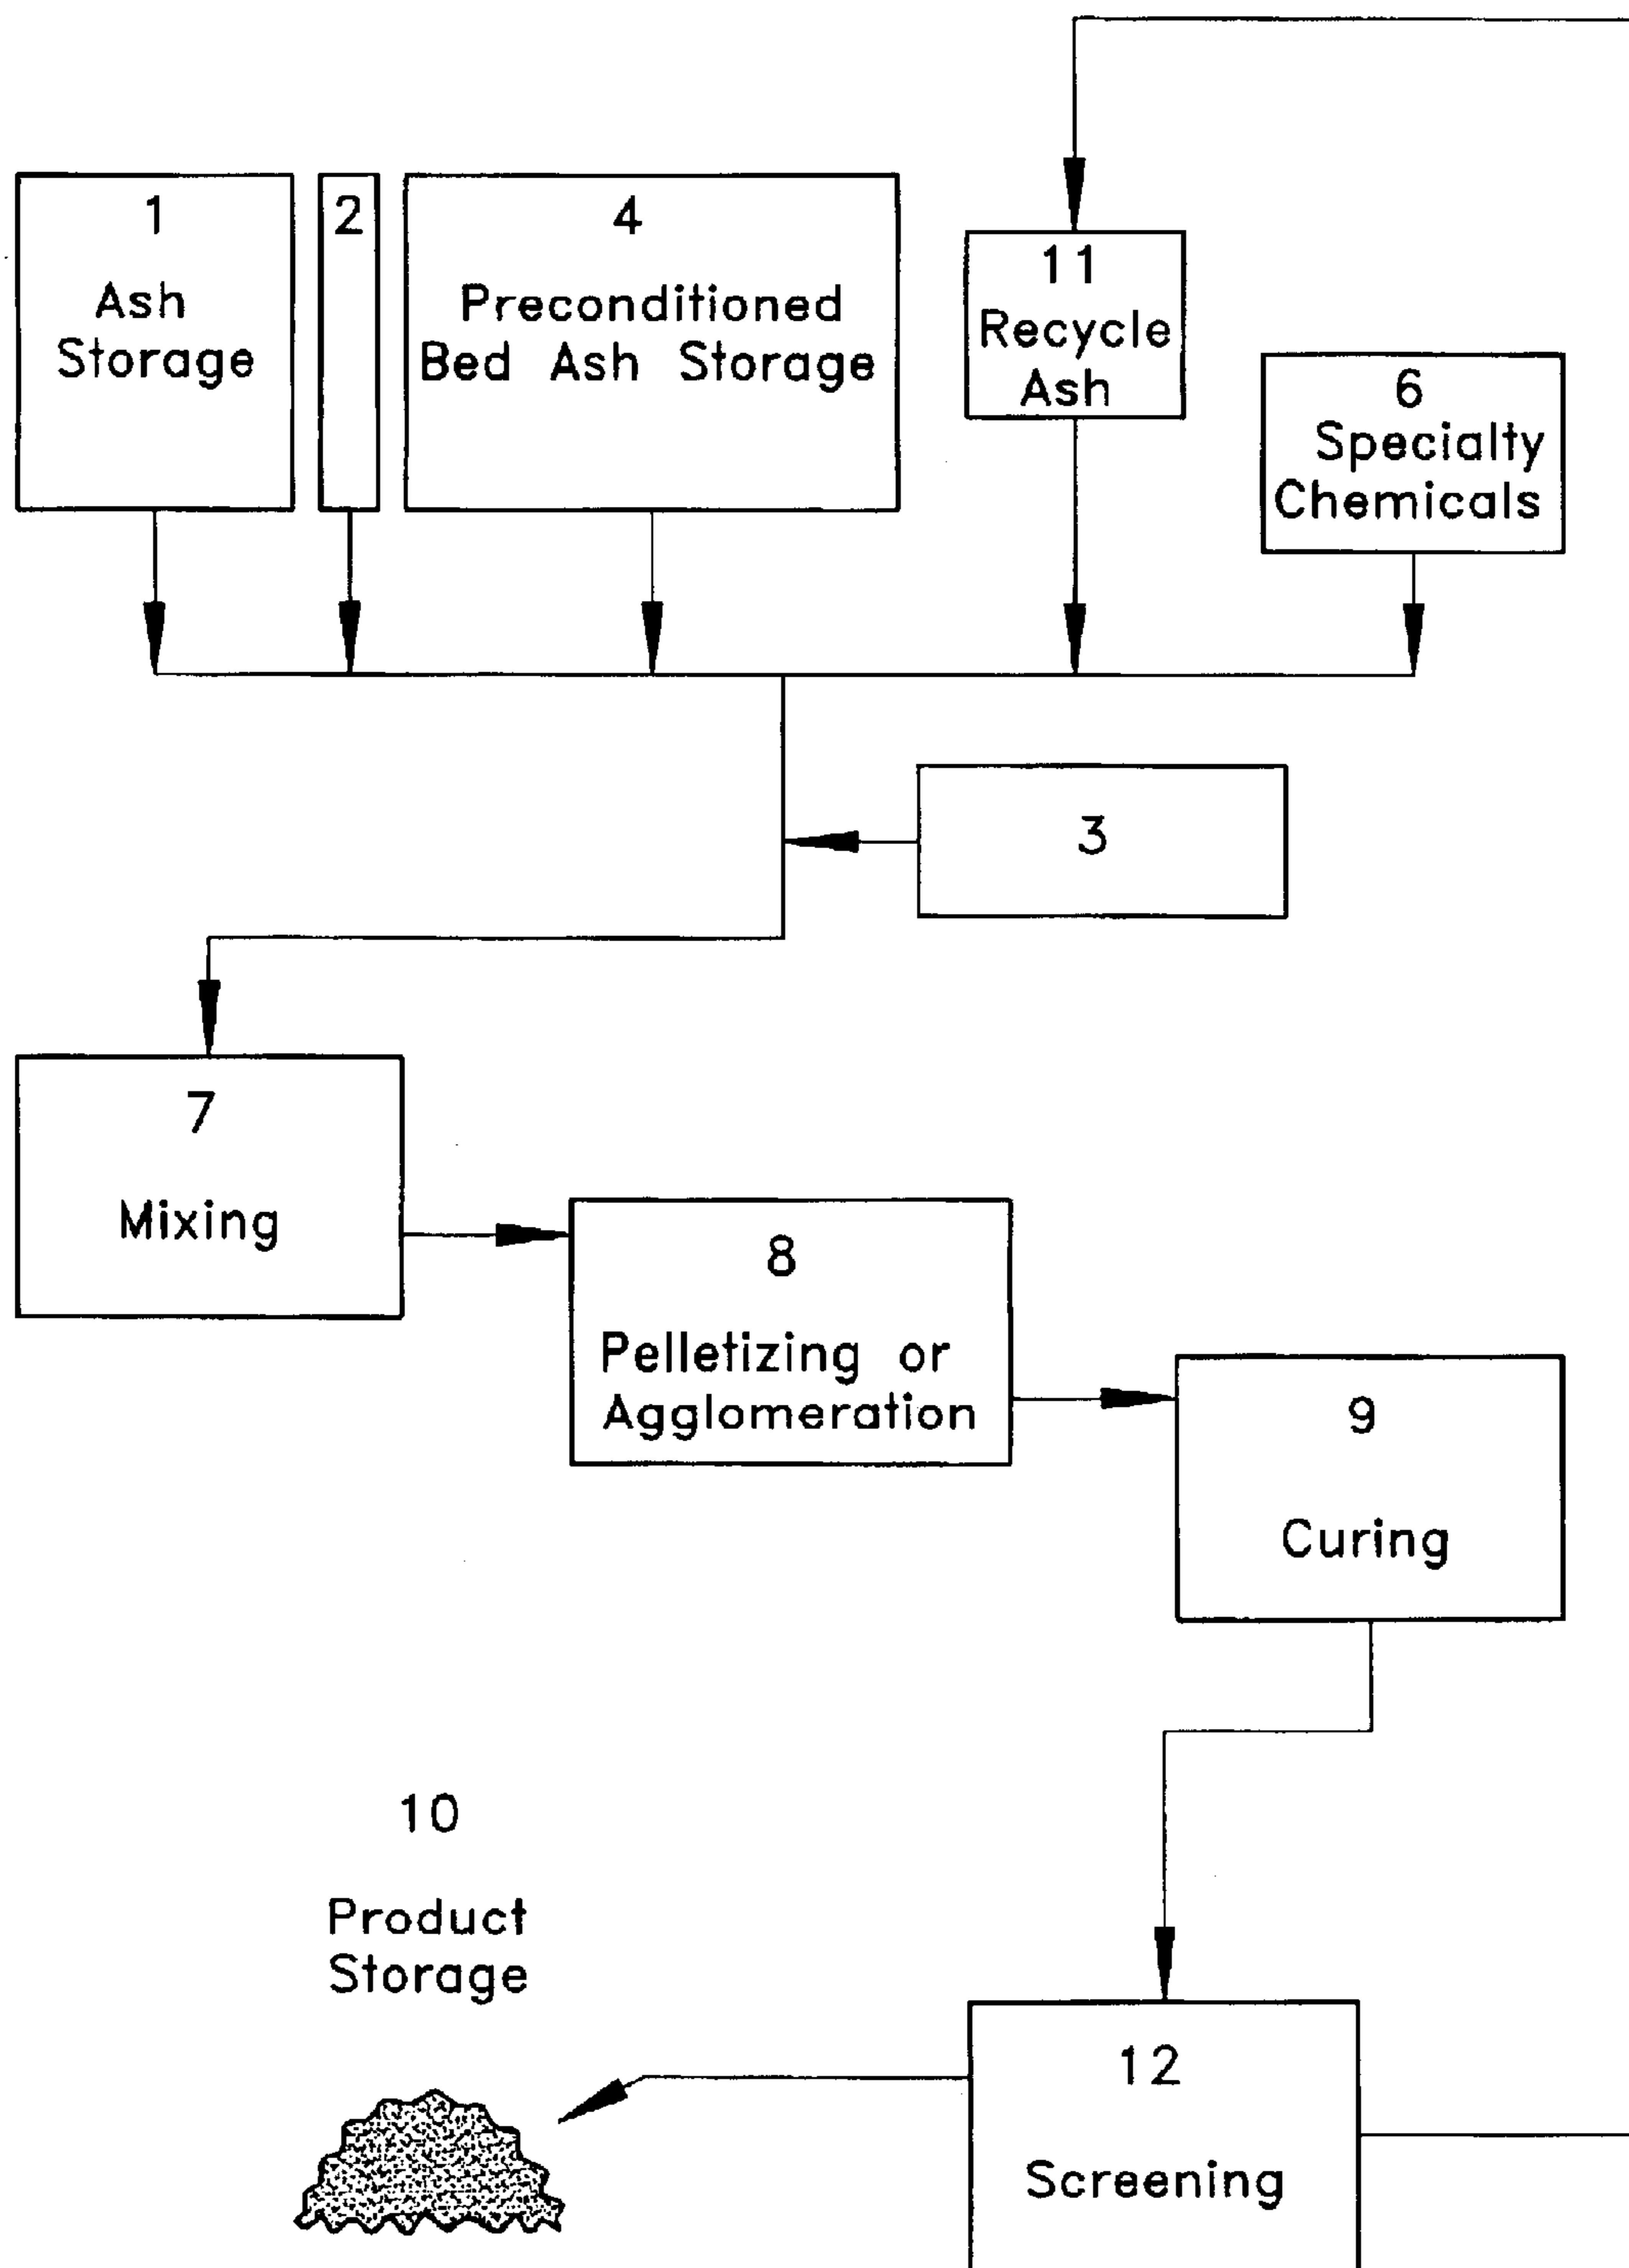 1
Ash
Storage
2
4
Preconditioned
Bed Ash Storage
11
Recycle
Ash
6
Specialty
Chemicals
3
7
Mixing
8
Pelletizing or
Agglomeration
9
Curing
10
Product
Storage
12
Screening